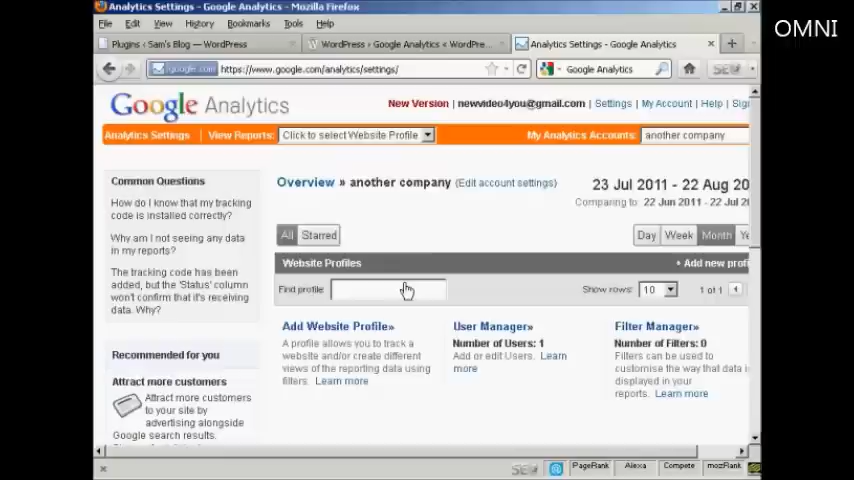 Analytics Settings - Google Analytics - Mozilla Firefox
OMNI
File Edit View History Bookmarks Tools Help
Plugins ‹ Sam's Blog — WordPress
WordPress › Google Analytics « WordPre...
Analytics Settings - Google Analytics
google.com https://www.google.com/analytics/settings/
Google Analytics
Google Analytics
New Version | newvideo4you@gmail.com | Settings | My Account | Help | Sig
Analytics Settings | View Reports: Click to select Website Profile
My Analytics Accounts: another company
Common Questions
How do I know that my tracking
code is installed correctly?
Why am I not seeing any data
in my reports?
The tracking code has been
added, but the 'Status' column
won't confirm that it's receiving
data. Why?
Recommended for you
Attract more customers
Attract more customers
to your site by
advertising alongside
Google search results.
Overview » another company (Edit account settings)
23 Jul 2011 - 22 Aug 20
Comparing to: 22 Jun 2011 - 22 Jul 20
All Starred
Day Week Month Ye
Website Profiles
+ Add new profi
Find profile
Show rows: 10 1 of 1
Add Website Profile»
A profile allows you to track a
website and/or create different
views of the reporting data using
filters. Learn more
User Manager»
Number of Users: 1
Add or edit Users. Learn
more
Filter Manager»
Number of Filters: 0
Filters can be used to
customise the way that data is
displayed in your
reports. Learn more
PageRank Alexa Compete mozRank